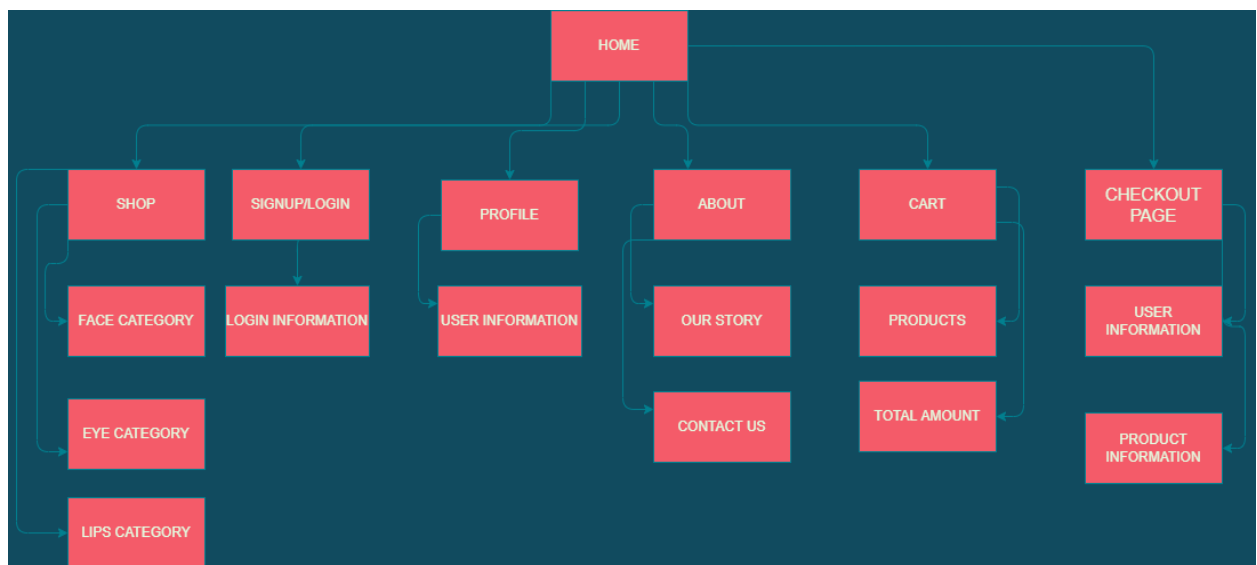 HOME
SHOP
SIGNUP/LOGIN
PROFILE
ABOUT
CART
CHECKOUT
PAGE
FACE CATEGORY
LOGIN INFORMATION
USER INFORMATION
OUR STORY
PRODUCTS
USER
INFORMATION
EYE CATEGORY
CONTACT US
TOTAL AMOUNT
PRODUCT
INFORMATION
LIPS CATEGORY